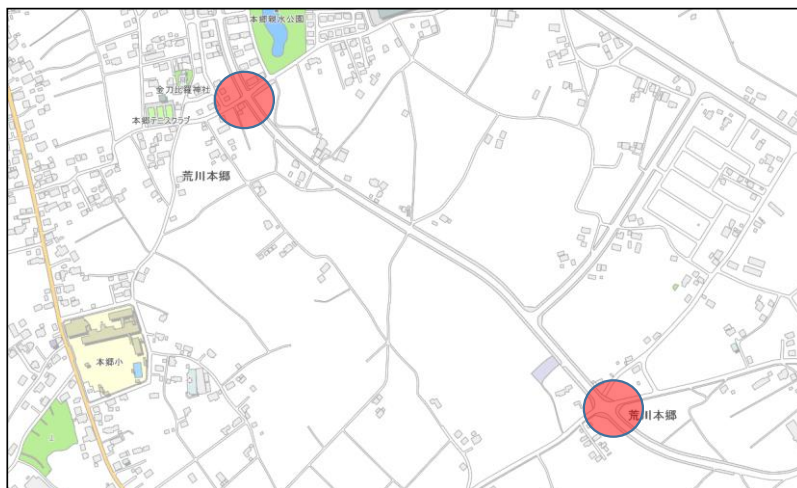 本郷親水公園
金刀比羅神社
本郷テニスクラブ
荒川本郷
本郷小
荒川本郷